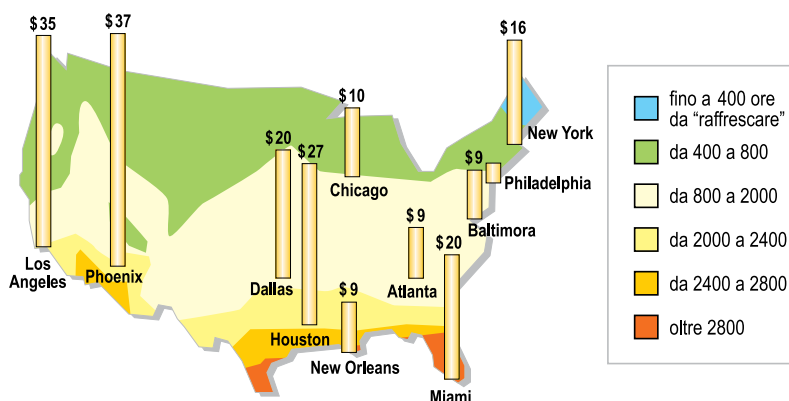 $ 35
$ 37
$ 16
$ 10
$ 20
$ 27
$ 9
$ 9
$ 20
$ 9
New York
Philadelphia
Chicago
Baltimora
Los
Angeles
Phoenix
Dallas
Atlanta
Houston
New Orleans
Miami
fino a 400 ore
da "raffrescare"
da 400 a 800
da 800 a 2000
da 2000 a 2400
da 2400 a 2800
oltre 2800